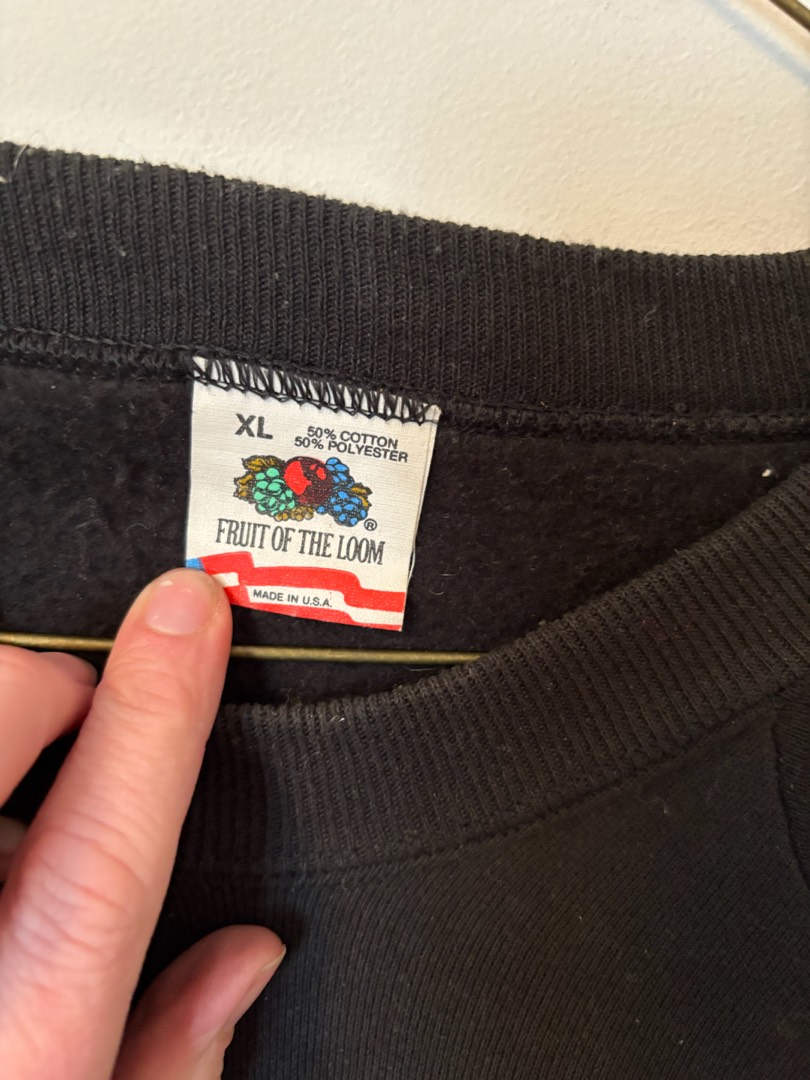 XL
50% COTTON
50% POLYESTER
®
FRUIT OF THE LOOM
MADE IN U.S.A.